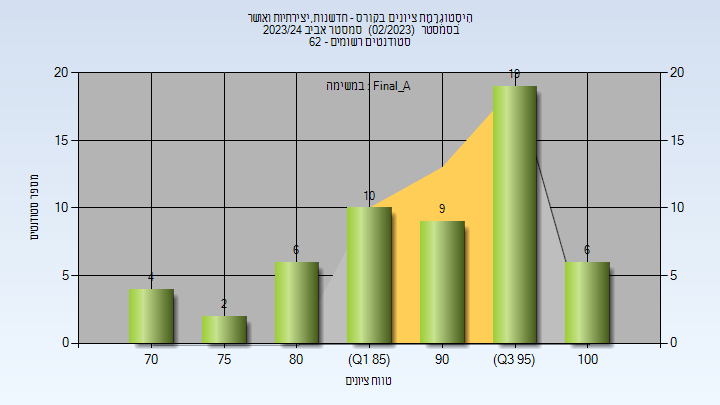 היסטוגרמת ציונים בקורס - חדשנות,יצירתיות ואושר
בסמסטר (02/2023) סמסטר אביב 2023/24
סטודנטים רשומים - 62
במשימה : Final_A
20
15
10
5
0
20
15
10
5
0
4
2
6
10
9
19
6
70
75
80
(Q1 85)
90
(Q3 95)
100
מספר סטודנטים
טווח ציונים